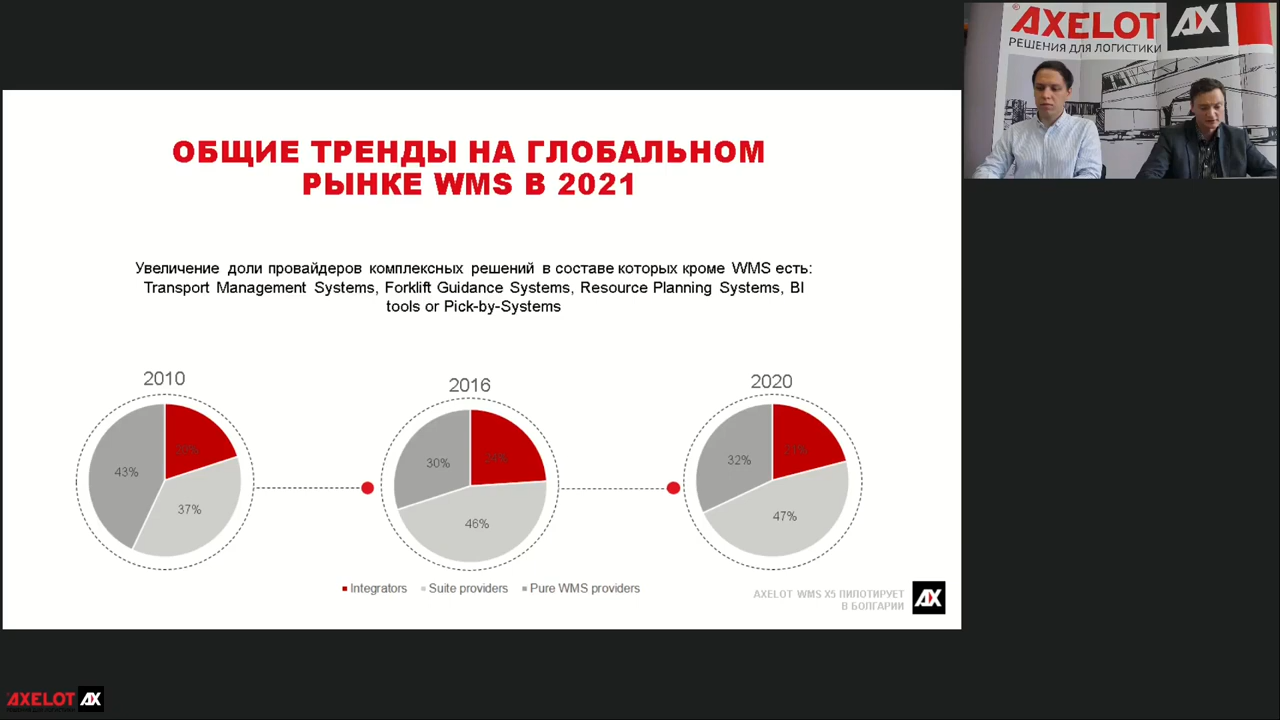 AXELOT AX
РЕШЕНИЯ ДЛЯ ЛОГИСТИКИ
ОБЩИЕ ТРЕНДЫ НА ГЛОБАЛЬНОМ
РЫНКЕ WMS В 2021
Увеличение доли провайдеров комплексных решений в составе которых кроме WMS есть:
Transport Management Systems, Forklift Guidance Systems, Resource Planning Systems, BI
tools or Pick-by-Systems
2010
2016
2020
43%
37%
30%
24%
46%
32%
21%
47%
Integrators
Suite providers
Pure WMS providers
AXELOT WMS X5 ПИЛОТИРУЕТ
В БОЛГАРИИ
AX
AXELOT AX